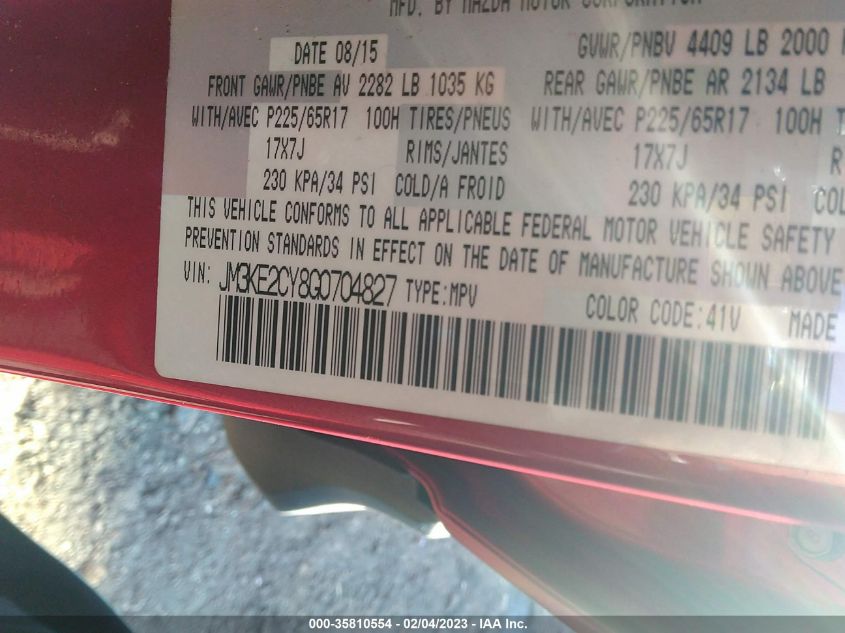 MFD. BY MAZDA MOTOR CORPORATION
DATE 08/15 GVWR/PNBV 4409 LB 2000
FRONT GAWR/PNBE AV 2282 LB 1035 KG REAR GAWR/PNBE AR 2134 LB
WITH/AVEC P225/65R17 100H TIRES/PNEUS WITH/AVEC P225/65R17 100H
17X7J RIMS/JANTES 17X7J
230 KPA/34 PSI COLD/A FROID 230 KPA/34 PSI
THIS VEHICLE CONFORMS TO ALL APPLICABLE FEDERAL MOTOR VEHICLE SAFETY
PREVENTION STANDARDS IN EFFECT ON THE DATE OF MANUFACTURE SHOWN ABOVE
VIN: JM3KE2CY8G0704827 TYPE:MPV COLOR CODE:41V MADE
000-35810554 - 02/04/2023 - IAA Inc.